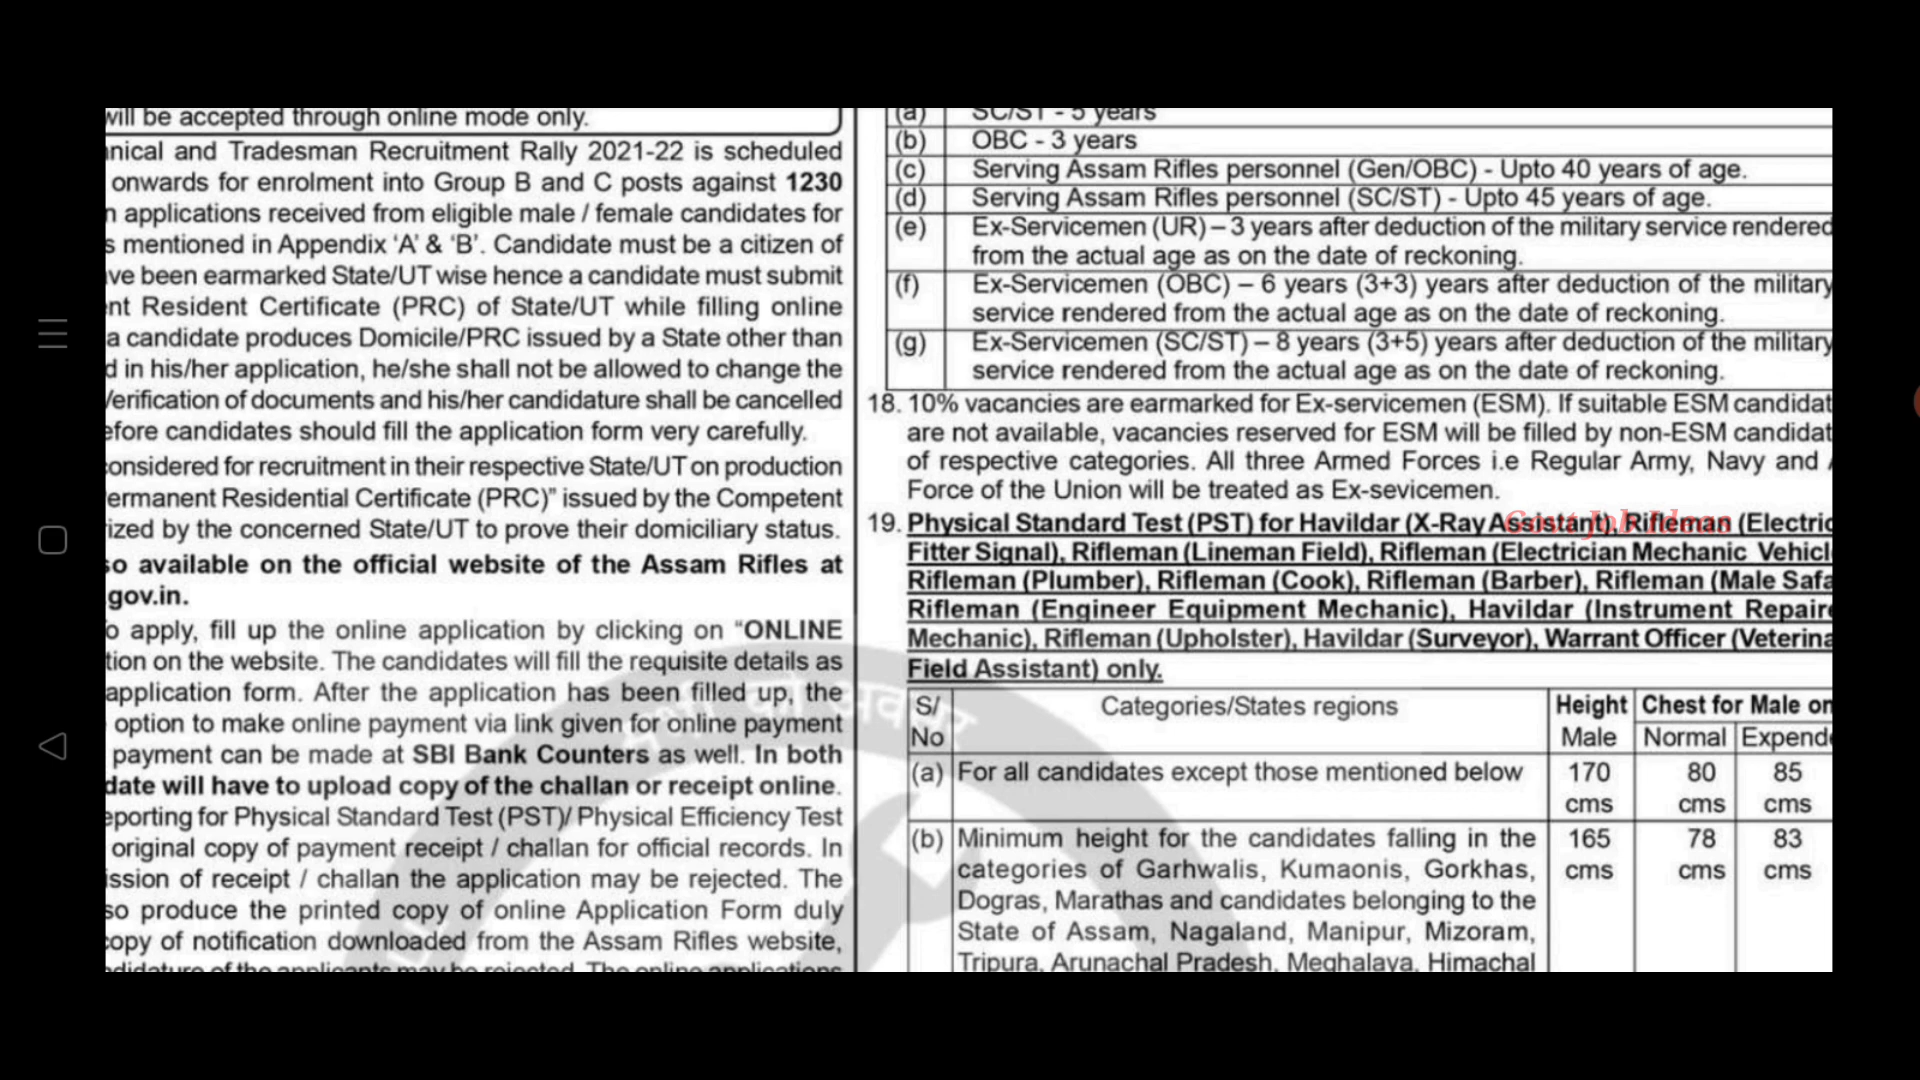 will be accepted through online mode only.
nical and Tradesman Recruitment Rally 2021-22 is scheduled
onwards for enrolment into Group B and C posts against 1230
n applications received from eligible male / female candidates for
s mentioned in Appendix ‘A’ & ‘B’. Candidate must be a citizen of
ve been earmarked State/UT wise hence a candidate must submit
nt Resident Certificate (PRC) of State/UT while filling online
a candidate produces Domicile/PRC issued by a State other than
d in his/her application, he/she shall not be allowed to change the
Verification of documents and his/her candidature shall be cancelled
efore candidates should fill the application form very carefully.
onsidered for recruitment in their respective State/UT on production
ermanent Residential Certificate (PRC)” issued by the Competent
ized by the concerned State/UT to prove their domiciliary status.
so available on the official website of the Assam Rifles at
gov.in.
o apply, fill up the online application by clicking on “ONLINE
tion on the website. The candidates will fill the requisite details as
application form. After the application has been filled up, the
option to make online payment via link given for online payment
payment can be made at SBI Bank Counters as well. In both
date will have to upload copy of the challan or receipt online.
eporting for Physical Standard Test (PST)/ Physical Efficiency Test
original copy of payment receipt / challan for official records. In
ission of receipt / challan the application may be rejected. The
so produce the printed copy of online Application Form duly
copy of notification downloaded from the Assam Rifles website,
didature of the applicants may be rejected. The online applications
(a) SC/ST - 5 years
(b) OBC - 3 years
(c) Serving Assam Rifles personnel (Gen/OBC) - Upto 40 years of age.
(d) Serving Assam Rifles personnel (SC/ST) - Upto 45 years of age.
(e) Ex-Servicemen (UR) – 3 years after deduction of the military service rendered
from the actual age as on the date of reckoning.
(f) Ex-Servicemen (OBC) – 6 years (3+3) years after deduction of the military
service rendered from the actual age as on the date of reckoning.
(g) Ex-Servicemen (SC/ST) – 8 years (3+5) years after deduction of the military
service rendered from the actual age as on the date of reckoning.
18. 10% vacancies are earmarked for Ex-servicemen (ESM). If suitable ESM candidat
are not available, vacancies reserved for ESM will be filled by non-ESM candidat
of respective categories. All three Armed Forces i.e Regular Army, Navy and A
Force of the Union will be treated as Ex-sevicemen.
19. Physical Standard Test (PST) for Havildar (X-Ray Assistant), Rifleman (Electric
Govt Job Ideas
Fitter Signal), Rifleman (Lineman Field), Rifleman (Electrician Mechanic Vehicl
Rifleman (Plumber), Rifleman (Cook), Rifleman (Barber), Rifleman (Male Safa
Rifleman (Engineer Equipment Mechanic), Havildar (Instrument Repaire
Mechanic), Rifleman (Upholster), Havildar (Surveyor), Warrant Officer (Veterina
Field Assistant) only.
S/ Categories/States regions Height Chest for Male on
No Male Normal Expende
(a) For all candidates except those mentioned below 170 80 85
cms cms cms
(b) Minimum height for the candidates falling in the 165 78 83
categories of Garhwalis, Kumaonis, Gorkhas, cms cms cms
Dogras, Marathas and candidates belonging to the
State of Assam, Nagaland, Manipur, Mizoram,
Tripura, Arunachal Pradesh, Meghalaya, Himachal